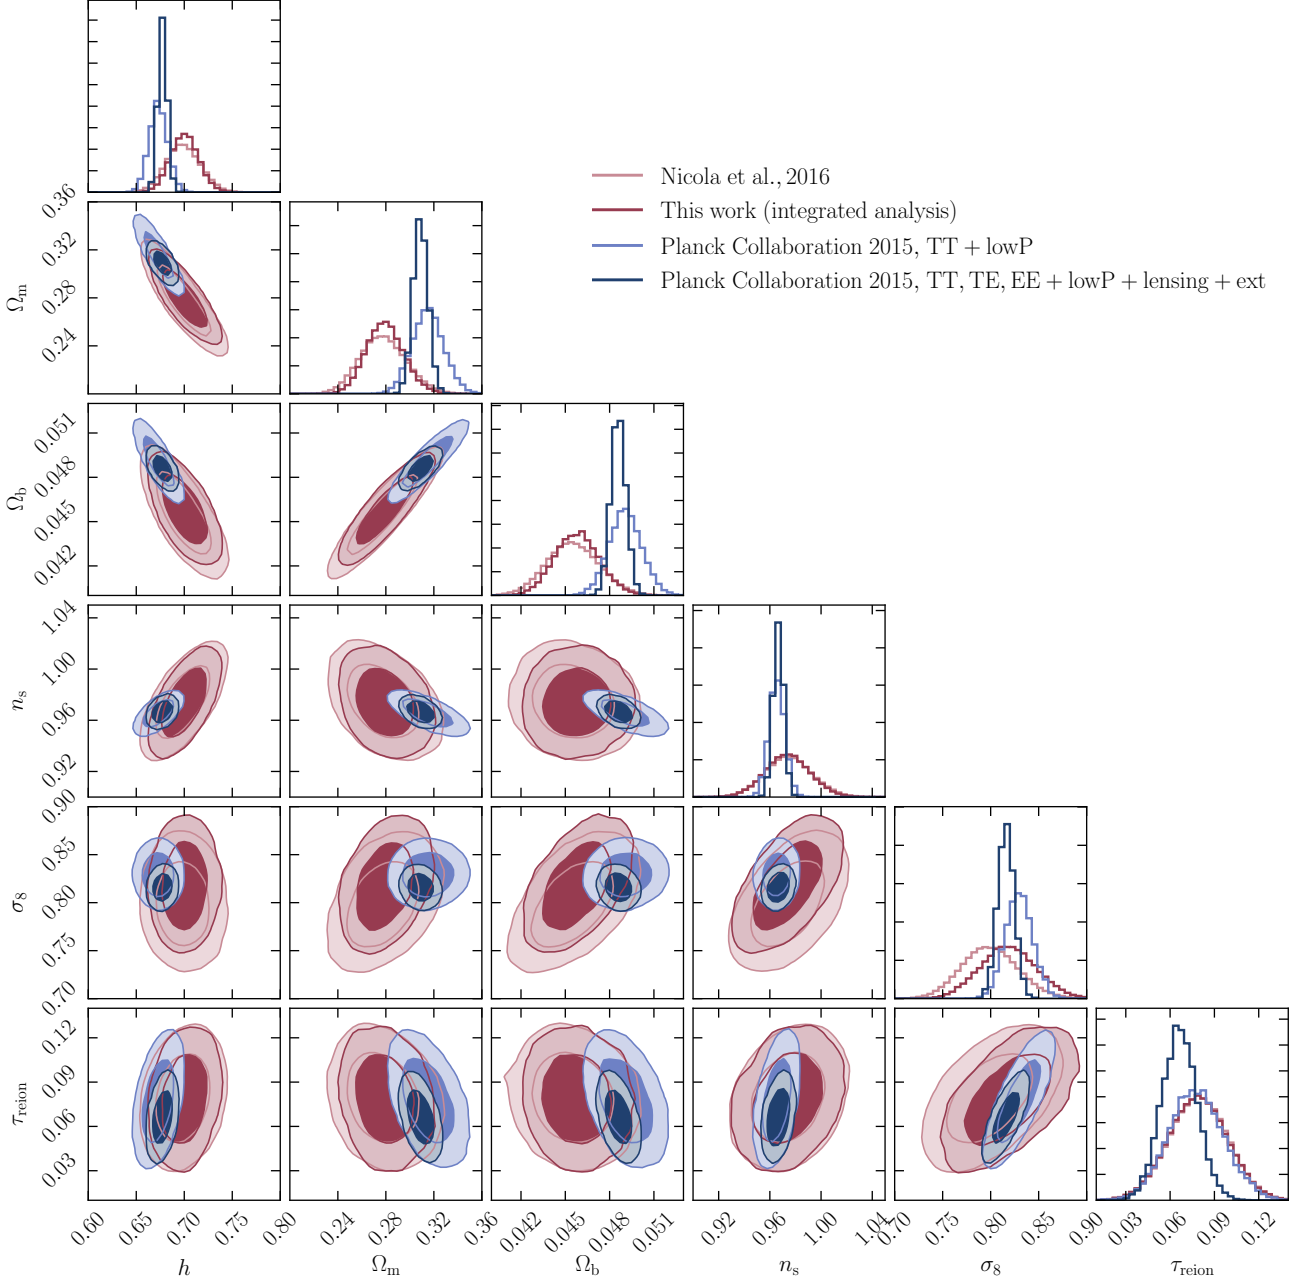 Nicola et al., 2016
This work (integrated analysis)
Planck Collaboration 2015, TT + lowP
Planck Collaboration 2015, TT, TE, EE + lowP + lensing + ext
Ωm
0.36
0.32
0.28
0.24
Ωb
0.051
0.048
0.045
0.042
ns
1.04
1.00
0.96
0.92
σ8
0.90
0.85
0.80
0.75
0.70
τreion
0.12
0.09
0.06
0.03
0.60 0.65 0.70 0.75 0.80 0.24 0.28 0.32 0.36 0.042 0.045 0.048 0.051 0.92 0.96 1.00 1.04 0.70 0.75 0.80 0.85 0.90 0.03 0.06 0.09 0.12
h Ωm Ωb ns σ8 τreion